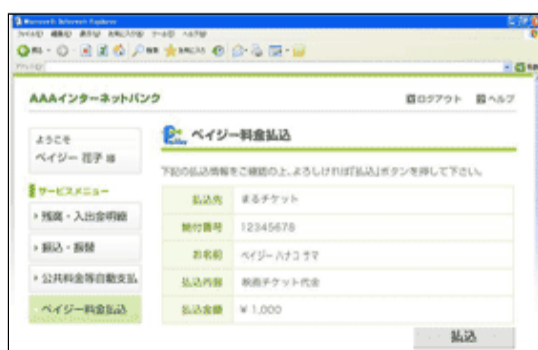 Microsoft Internet Explorer
AAAインターネットバンク
ログアウト ヘルプ
ようこそ
ペイジー 花子 様
ペイジー料金払込
下記の払込情報をご確認の上、よろしければ『払込』ボタンを押して下さい。
サービスメニュー
残高・入出金明細
振込・振替
公共料金等自動支払
ペイジー料金払込
払込先 まるチケット
納付番号 12345678
お名前 ペイジー ハナコ サマ
払込内容 映画チケット代金
払込金額 ¥ 1,000
払込